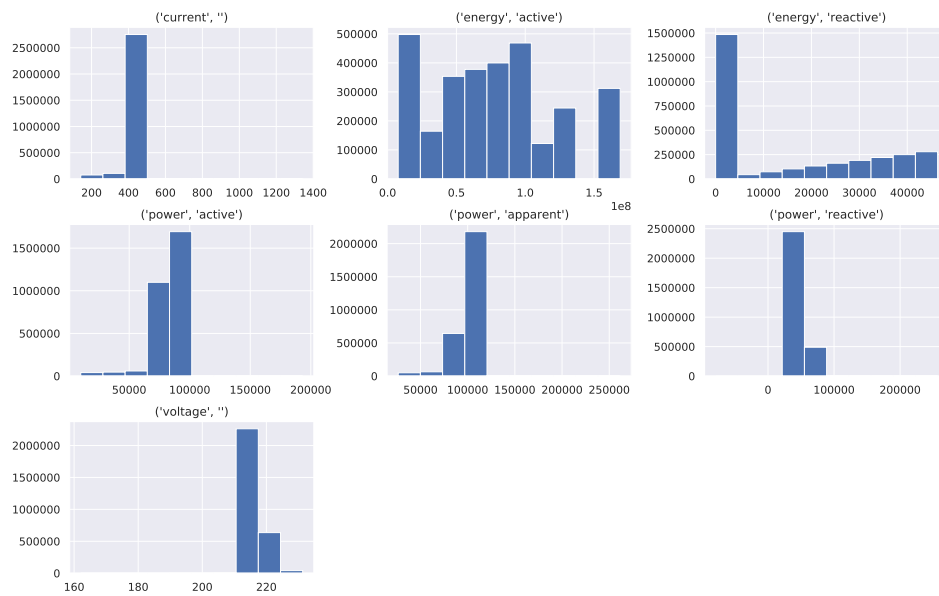 ('current', '')
2500000
2000000
1500000
1000000
500000
0
200 400 600 800 1000 1200 1400
('energy', 'active')
500000
400000
300000
200000
100000
0
0.0 0.5 1.0 1.5
1e8
('energy', 'reactive')
1500000
1250000
1000000
750000
500000
250000
0
0 10000 20000 30000 40000
('power', 'active')
1500000
1000000
500000
0
50000 100000 150000 200000
('power', 'apparent')
2000000
1500000
1000000
500000
0
50000 100000 150000 200000 250000
('power', 'reactive')
2500000
2000000
1500000
1000000
500000
0
0 100000 200000
('voltage', '')
2000000
1500000
1000000
500000
0
160 180 200 220